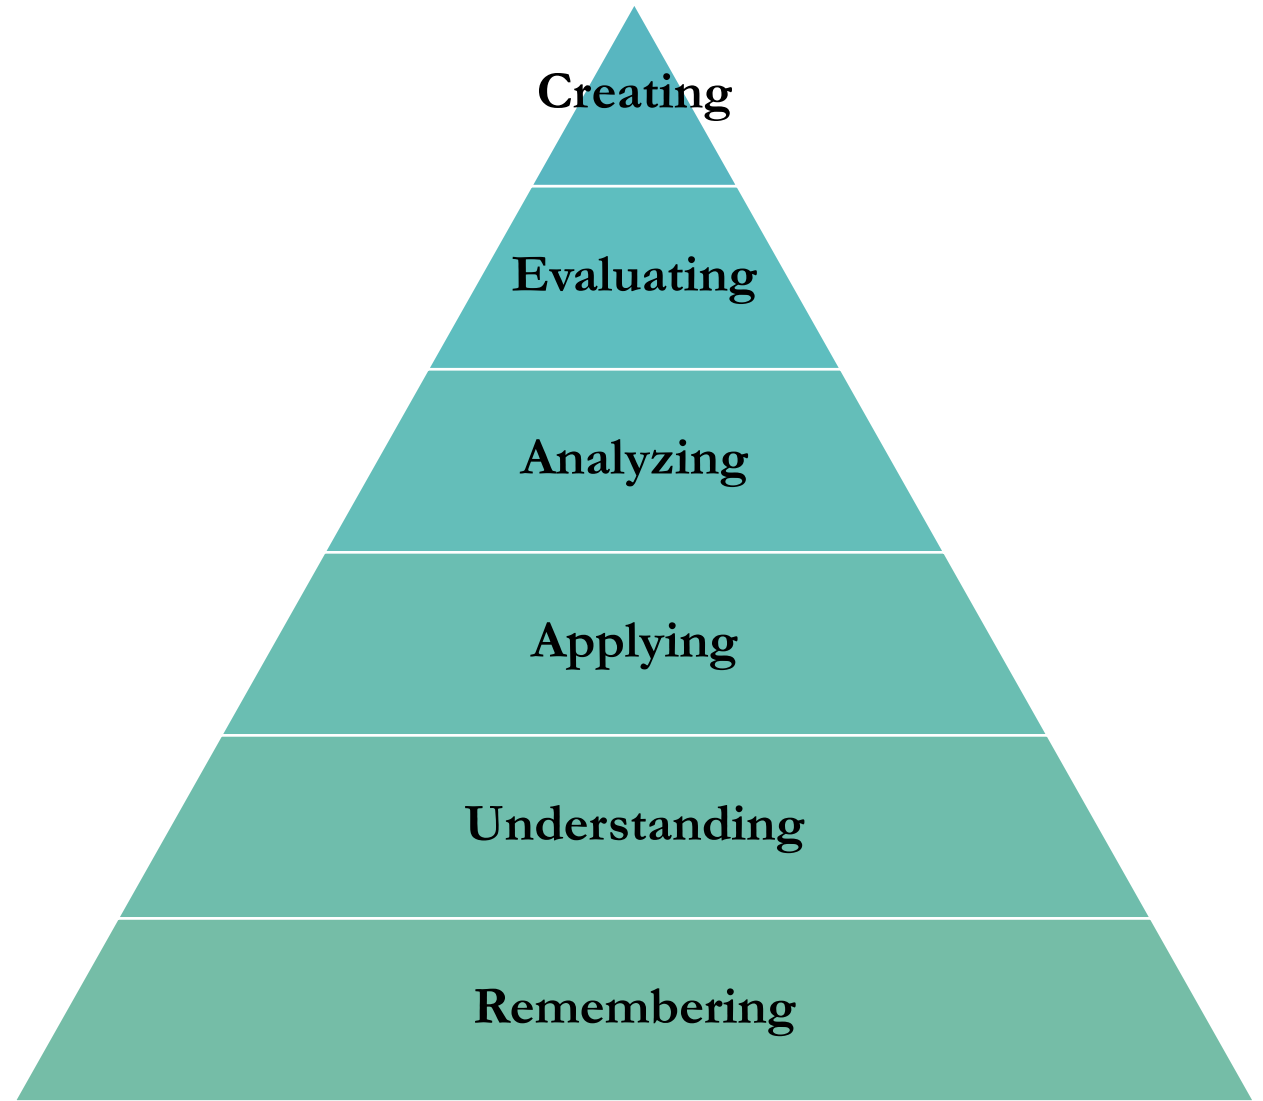 Creating
Evaluating
Analyzing
Applying
Understanding
Remembering